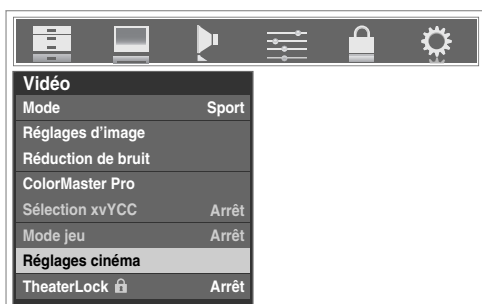 Vidéo
Mode Sport
Réglages d’image
Réduction de bruit
ColorMaster Pro
Sélection xvYCC Arrêt
Mode jeu Arrêt
Réglages cinéma
TheaterLock Arrêt